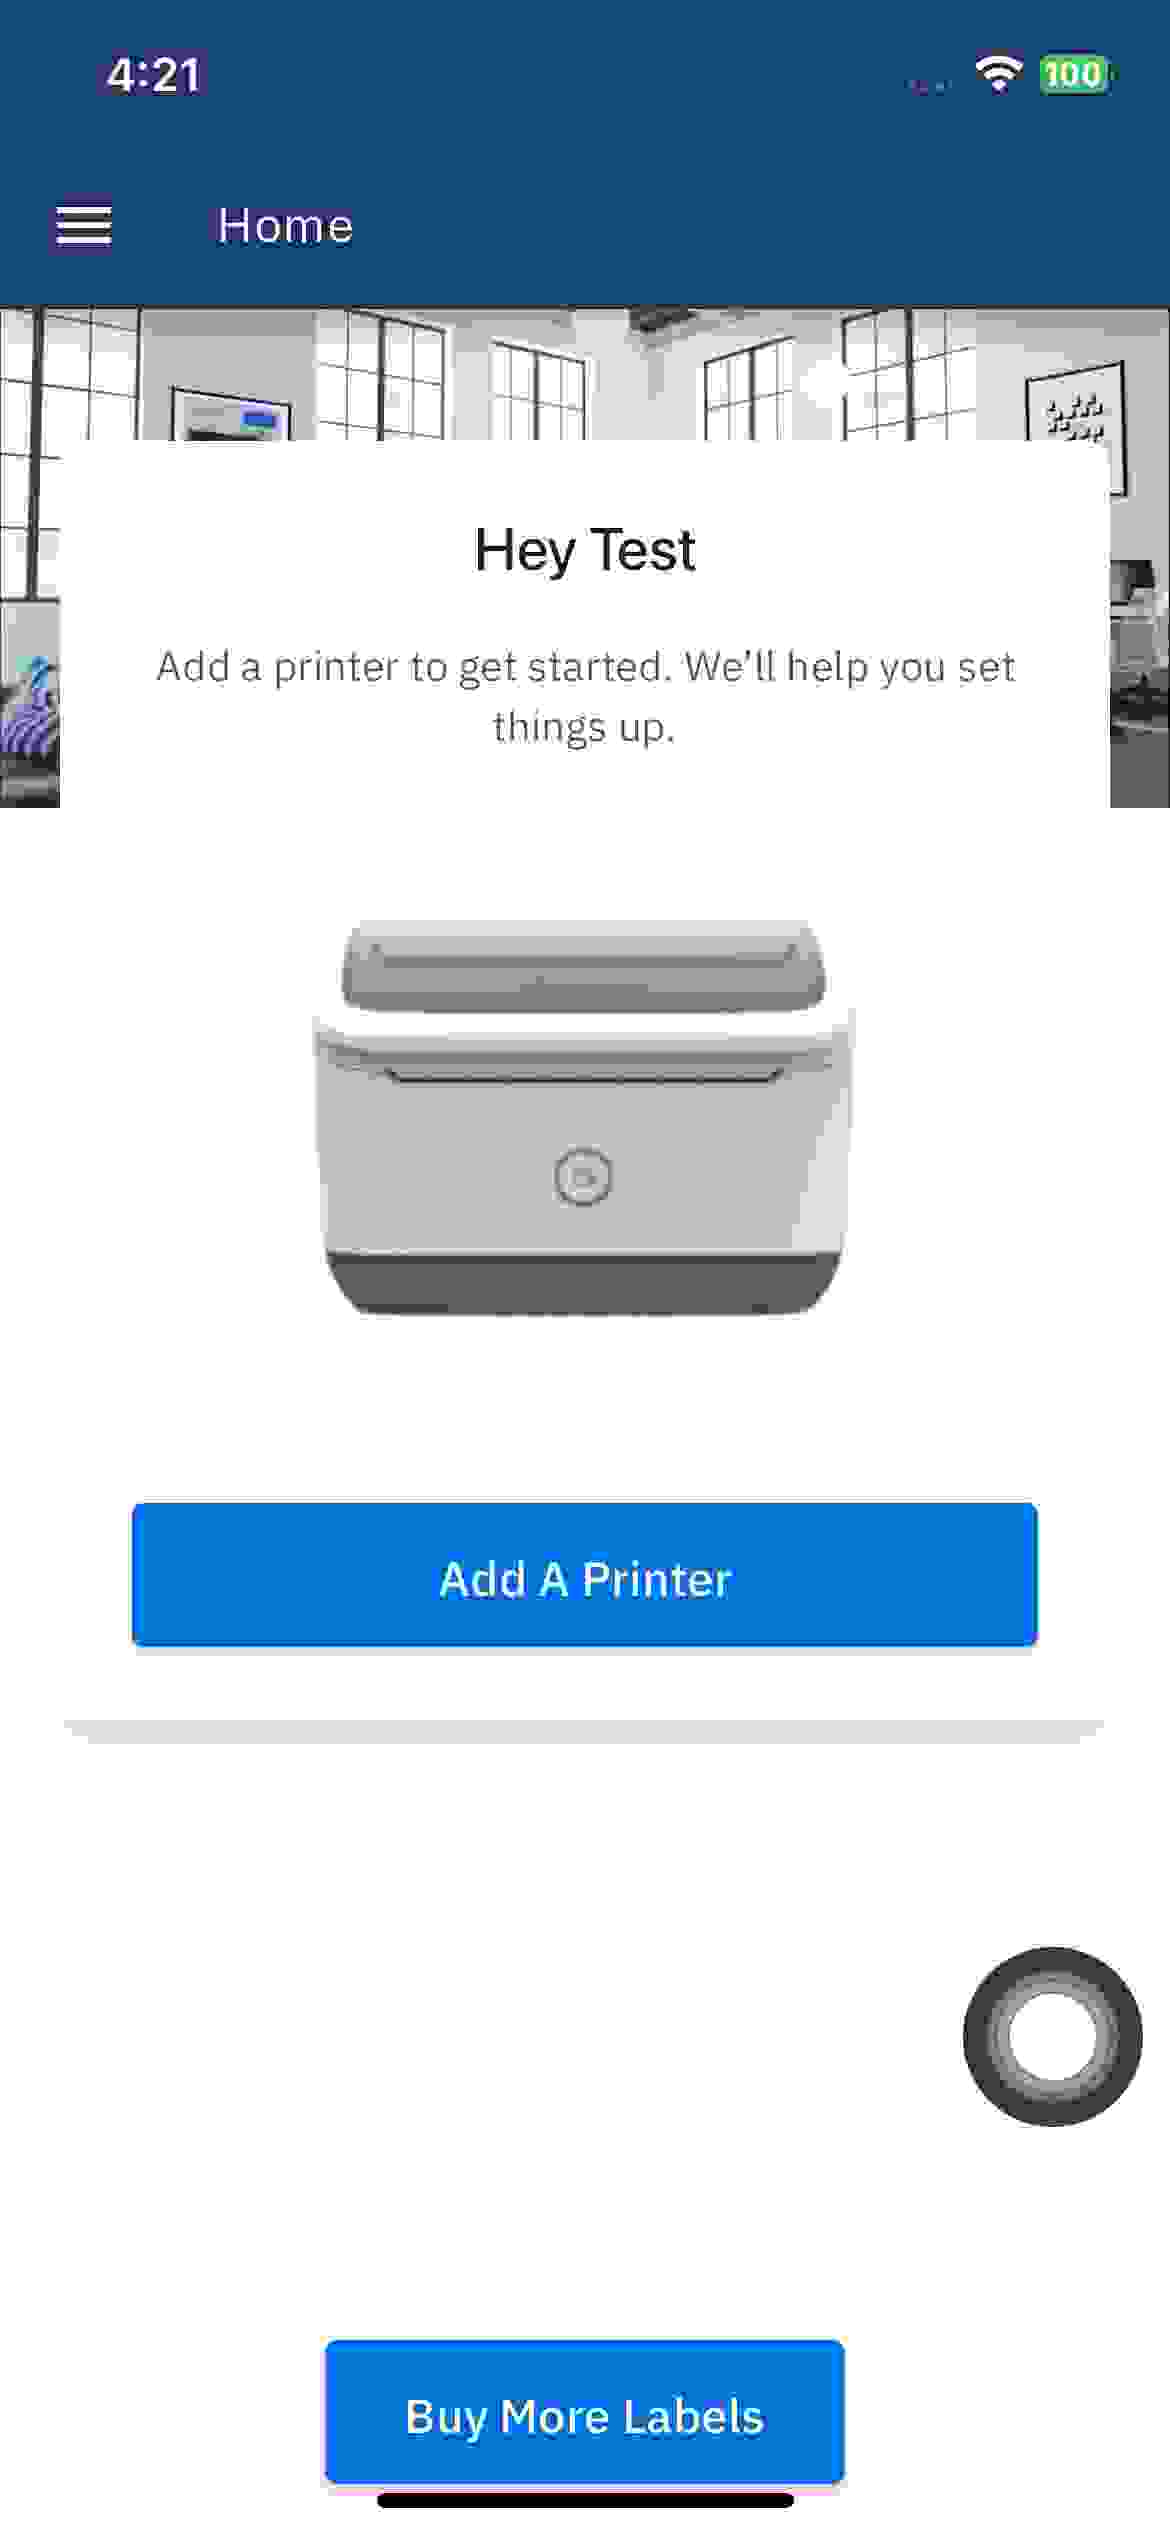 4:21
100
Home
Hey Test
Add a printer to get started. We'll help you set
things up.
Add A Printer
Buy More Labels